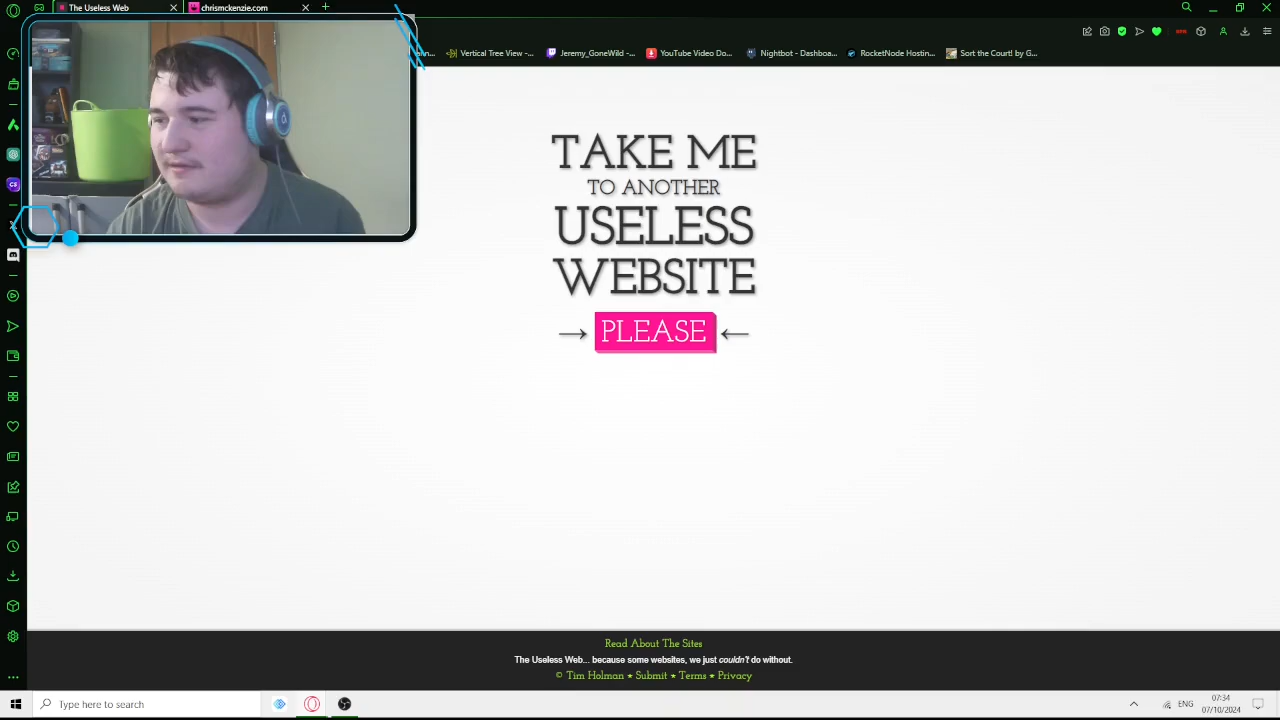 The Useless Web
chrismckenzie.com
Vertical Tree View -...
Jeremy_GoneWild -...
YouTube Video Do...
Nightbot - Dashboa...
RocketNode Hostin...
Sort the Court! by G...
TAKE ME
TO ANOTHER
USELESS
WEBSITE
→ PLEASE ←
Read About The Sites
The Useless Web... because some websites, we just couldn't do without.
© Tim Holman ★ Submit ★ Terms ★ Privacy
Type here to search
ENG
07:34
07/10/2024